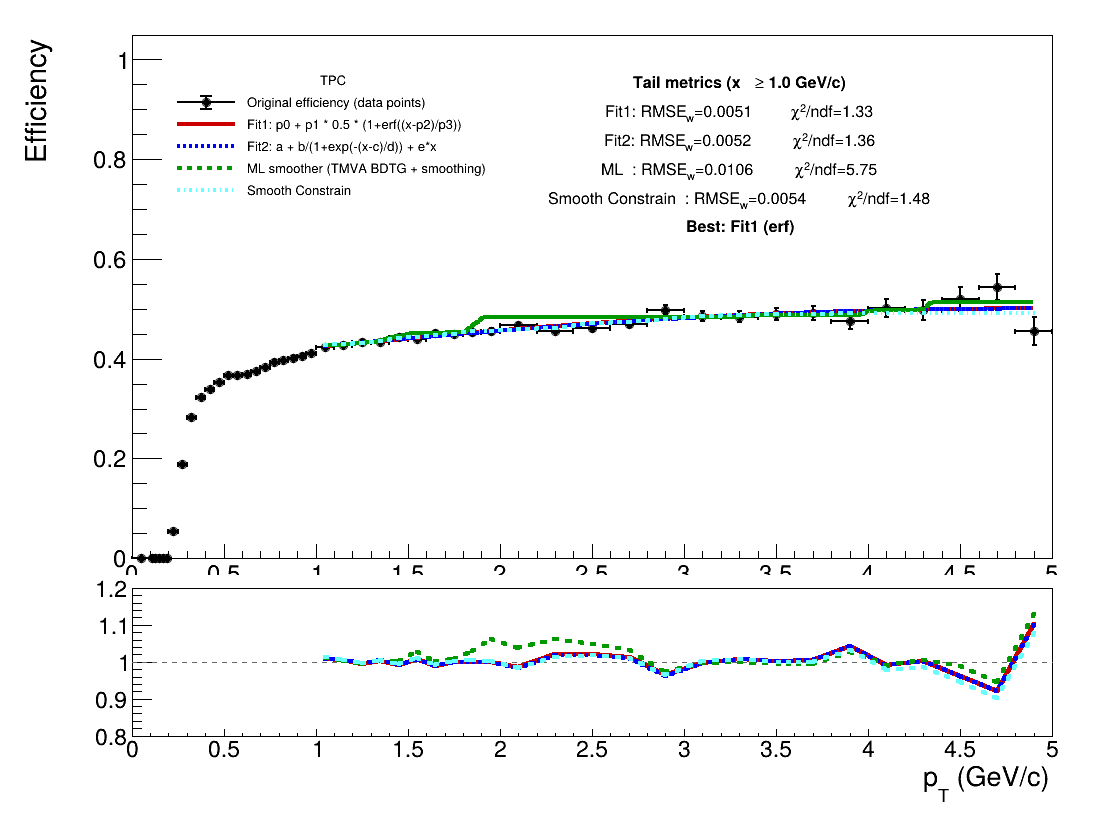 Efficiency
1
0.8
0.6
0.4
0.2
0
TPC
Original efficiency (data points)
Fit1: p0 + p1 * 0.5 * (1+erf((x-p2)/p3))
Fit2: a + b/(1+exp(-(x-c)/d)) + e*x
ML smoother (TMVA BDTG + smoothing)
Smooth Constrain
Tail metrics (x ≥ 1.0 GeV/c)
Fit1: RMSEw=0.0051 χ²/ndf=1.33
Fit2: RMSEw=0.0052 χ²/ndf=1.36
ML : RMSEw=0.0106 χ²/ndf=5.75
Smooth Constrain : RMSEw=0.0054 χ²/ndf=1.48
Best: Fit1 (erf)
0 0.5 1 1.5 2 2.5 3 3.5 4 4.5 5
1.2
1.1
1
0.9
0.8
0 0.5 1 1.5 2 2.5 3 3.5 4 4.5 5
pT (GeV/c)